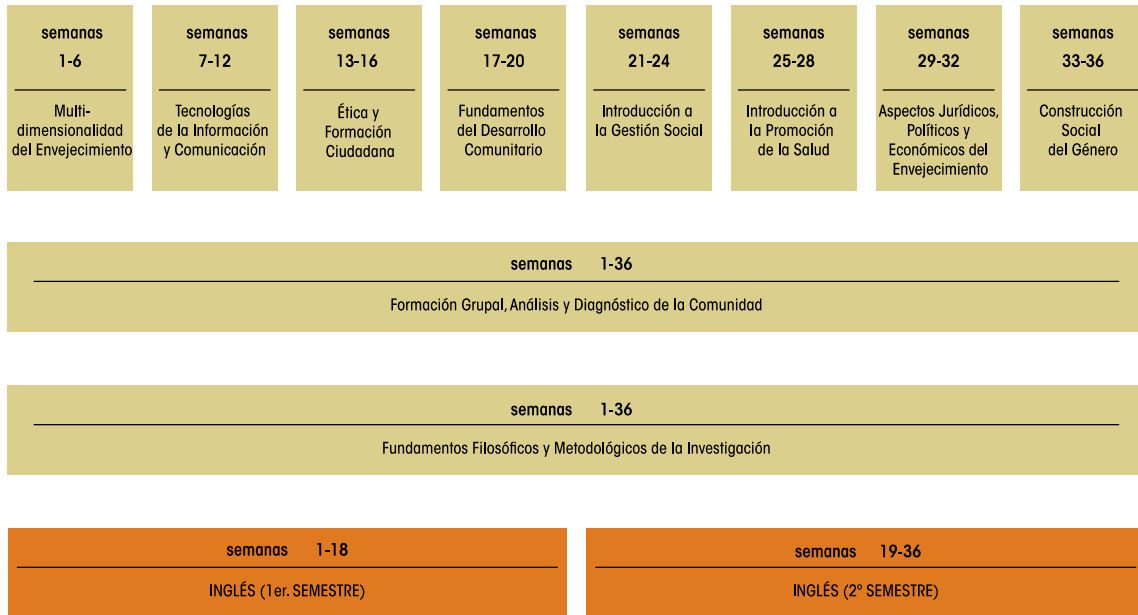 semanas
1-6
Multi-
dimensionalidad
del Envejecimiento
semanas
7-12
Tecnologías
de la Información
y Comunicación
semanas
13-16
Ética y
Formación
Ciudadana
semanas
17-20
Fundamentos
del Desarrollo
Comunitario
semanas
21-24
Introducción a
la Gestión Social
semanas
25-28
Introducción a
la Promoción
de la Salud
semanas
29-32
Aspectos Jurídicos,
Políticos y
Económicos del
Envejecimiento
semanas
33-36
Construcción
Social
del Género
semanas 1-36
Formación Grupal, Análisis y Diagnóstico de la Comunidad
semanas 1-36
Fundamentos Filosóficos y Metodológicos de la Investigación
semanas 1-18
INGLÉS (1er. SEMESTRE)
semanas 19-36
INGLÉS (2º SEMESTRE)